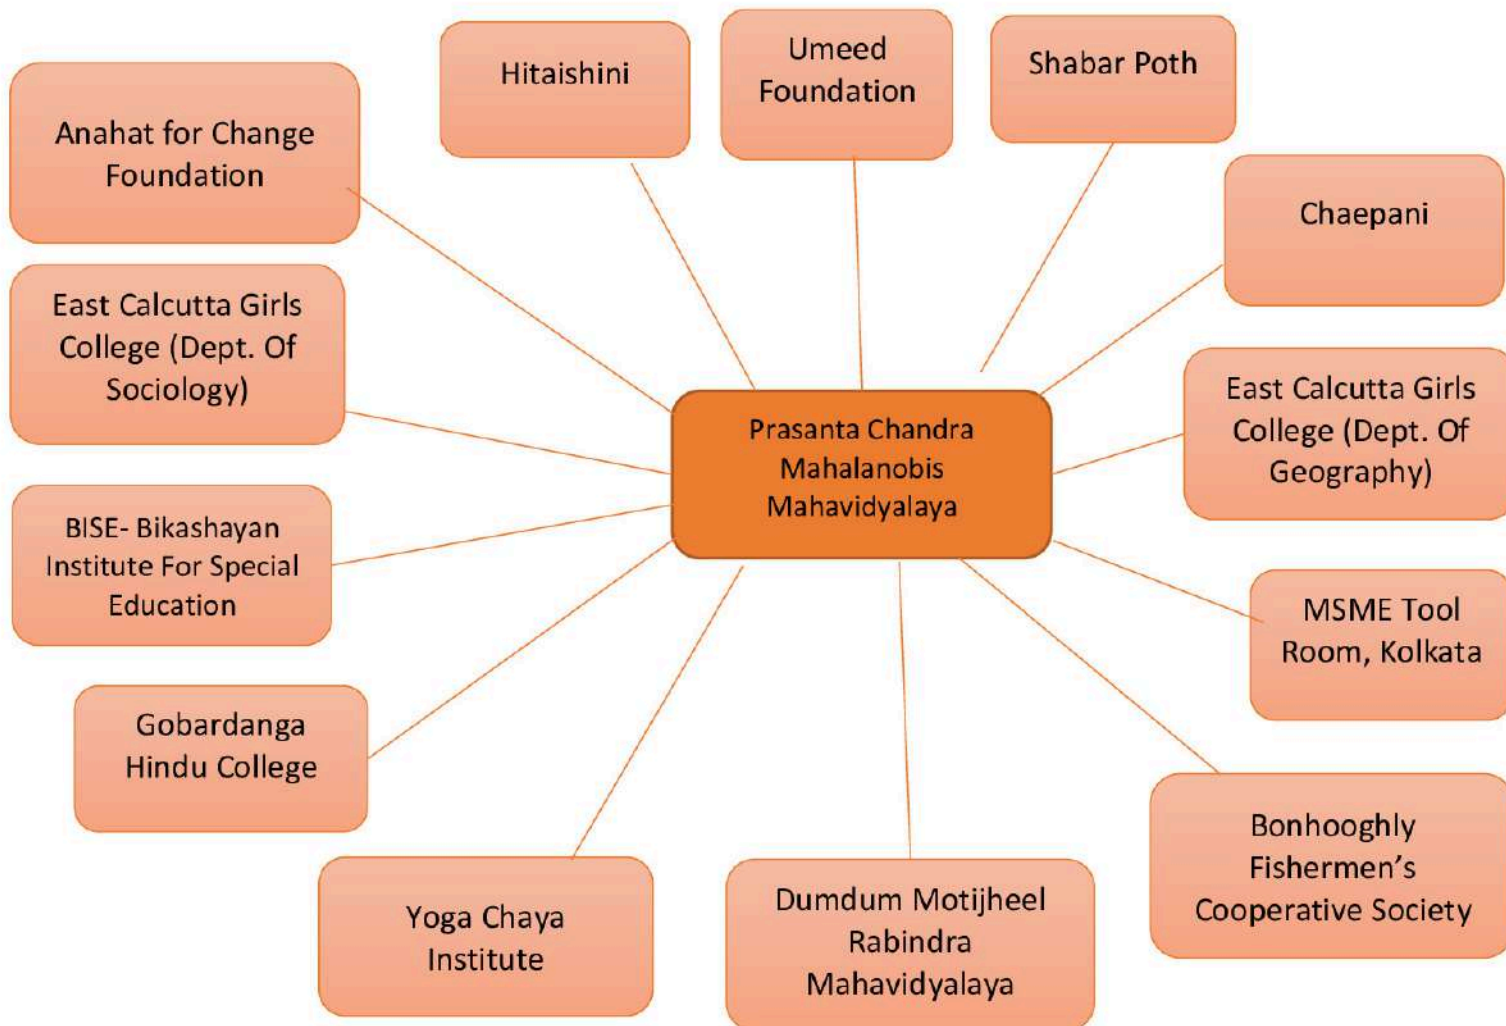 Hitaishini
Umeed
Foundation
Shabar Poth
Anahat for Change
Foundation
Chaepani
East Calcutta Girls
College (Dept. Of
Sociology)
Prasanta Chandra
Mahalanobis
Mahavidyalaya
East Calcutta Girls
College (Dept. Of
Geography)
BISE- Bikashayan
Institute For Special
Education
MSME Tool
Room, Kolkata
Gobardanga
Hindu College
Bonhooghly
Fishermen’s
Cooperative Society
Yoga Chaya
Institute
Dumdum Motijheel
Rabindra
Mahavidyalaya